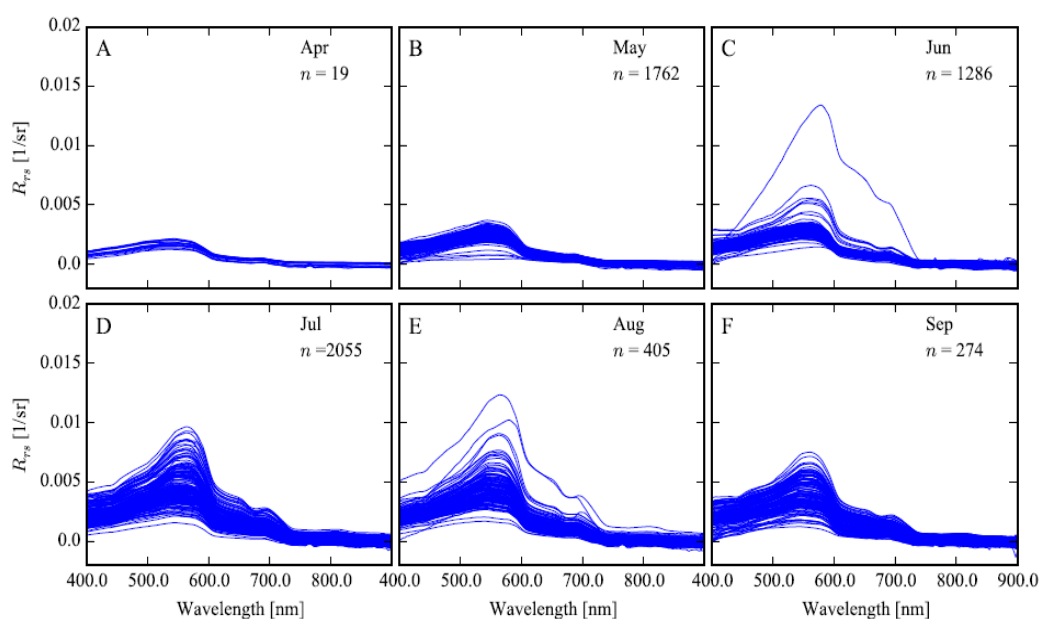 0.02
0.015
0.01
0.005
0.0
R_rs [1/sr]
A
Apr
n = 19
B
May
n = 1762
C
Jun
n = 1286
0.02
0.015
0.01
0.005
0.0
R_rs [1/sr]
D
Jul
n =2055
E
Aug
n = 405
F
Sep
n = 274
400.0 500.0 600.0 700.0 800.0 400.0 500.0 600.0 700.0 800.0 400.0 500.0 600.0 700.0 800.0 900.0
Wavelength [nm] Wavelength [nm] Wavelength [nm]